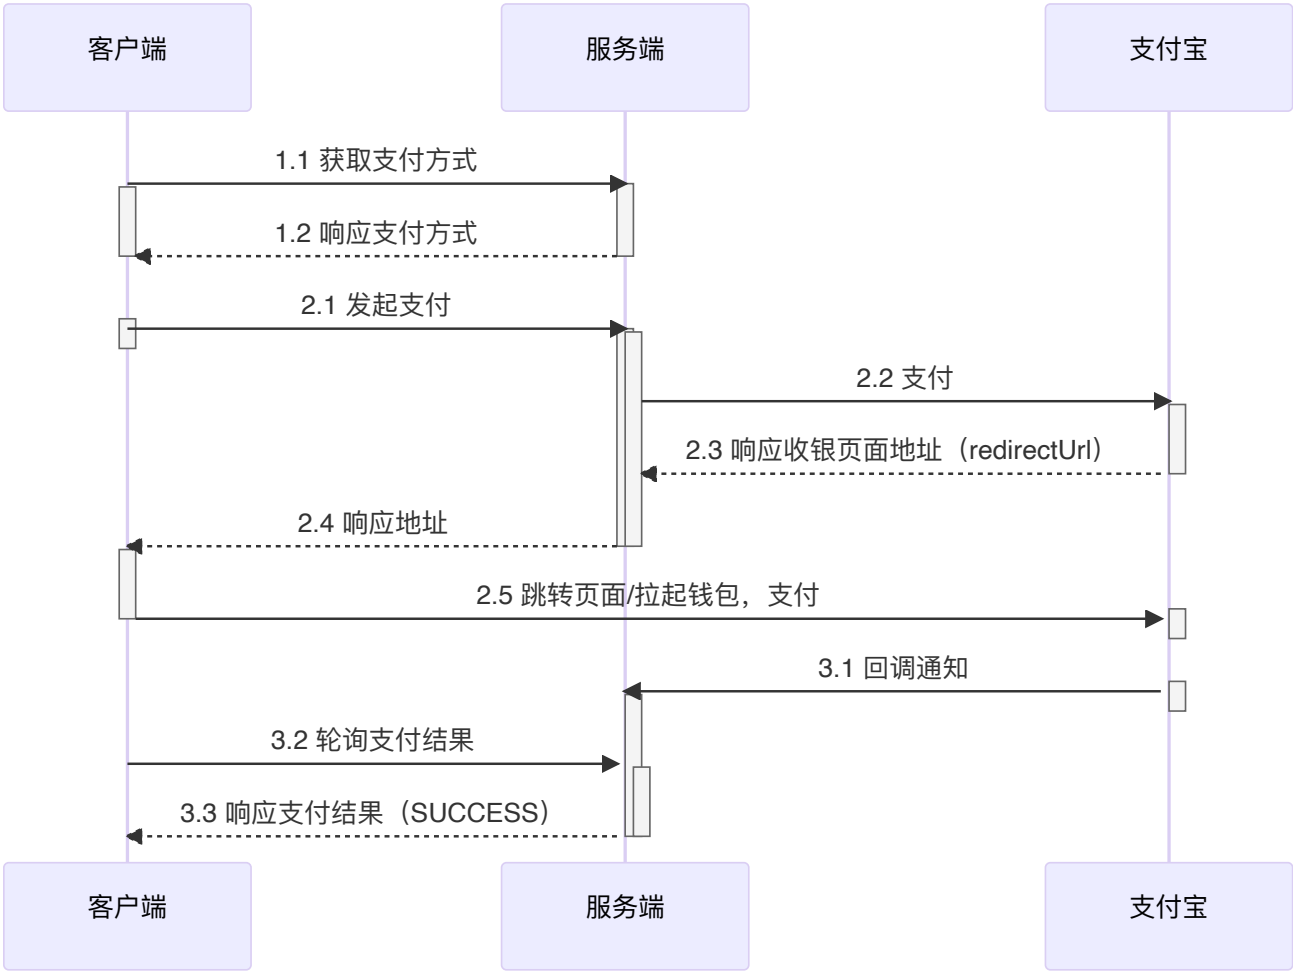 客户端
服务端
支付宝
1.1 获取支付方式
1.2 响应支付方式
2.1 发起支付
2.2 支付
2.3 响应收银页面地址（redirectUrl）
2.4 响应地址
2.5 跳转页面/拉起钱包，支付
3.1 回调通知
3.2 轮询支付结果
3.3 响应支付结果（SUCCESS）
客户端
服务端
支付宝